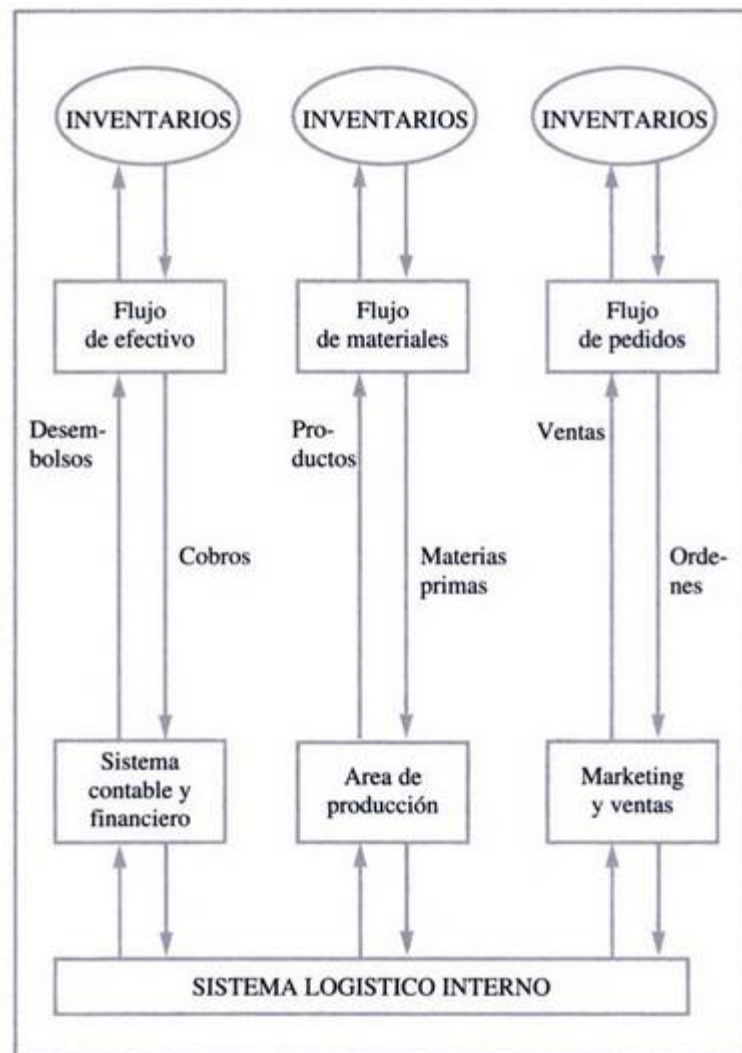 INVENTARIOS
INVENTARIOS
INVENTARIOS
Flujo
de efectivo
Flujo
de materiales
Flujo
de pedidos
Desem-
bolsos
Pro-
ductos
Ventas
Cobros
Materias
primas
Orde-
nes
Sistema
contable y
financiero
Area de
producción
Marketing
y ventas
SISTEMA LOGISTICO INTERNO